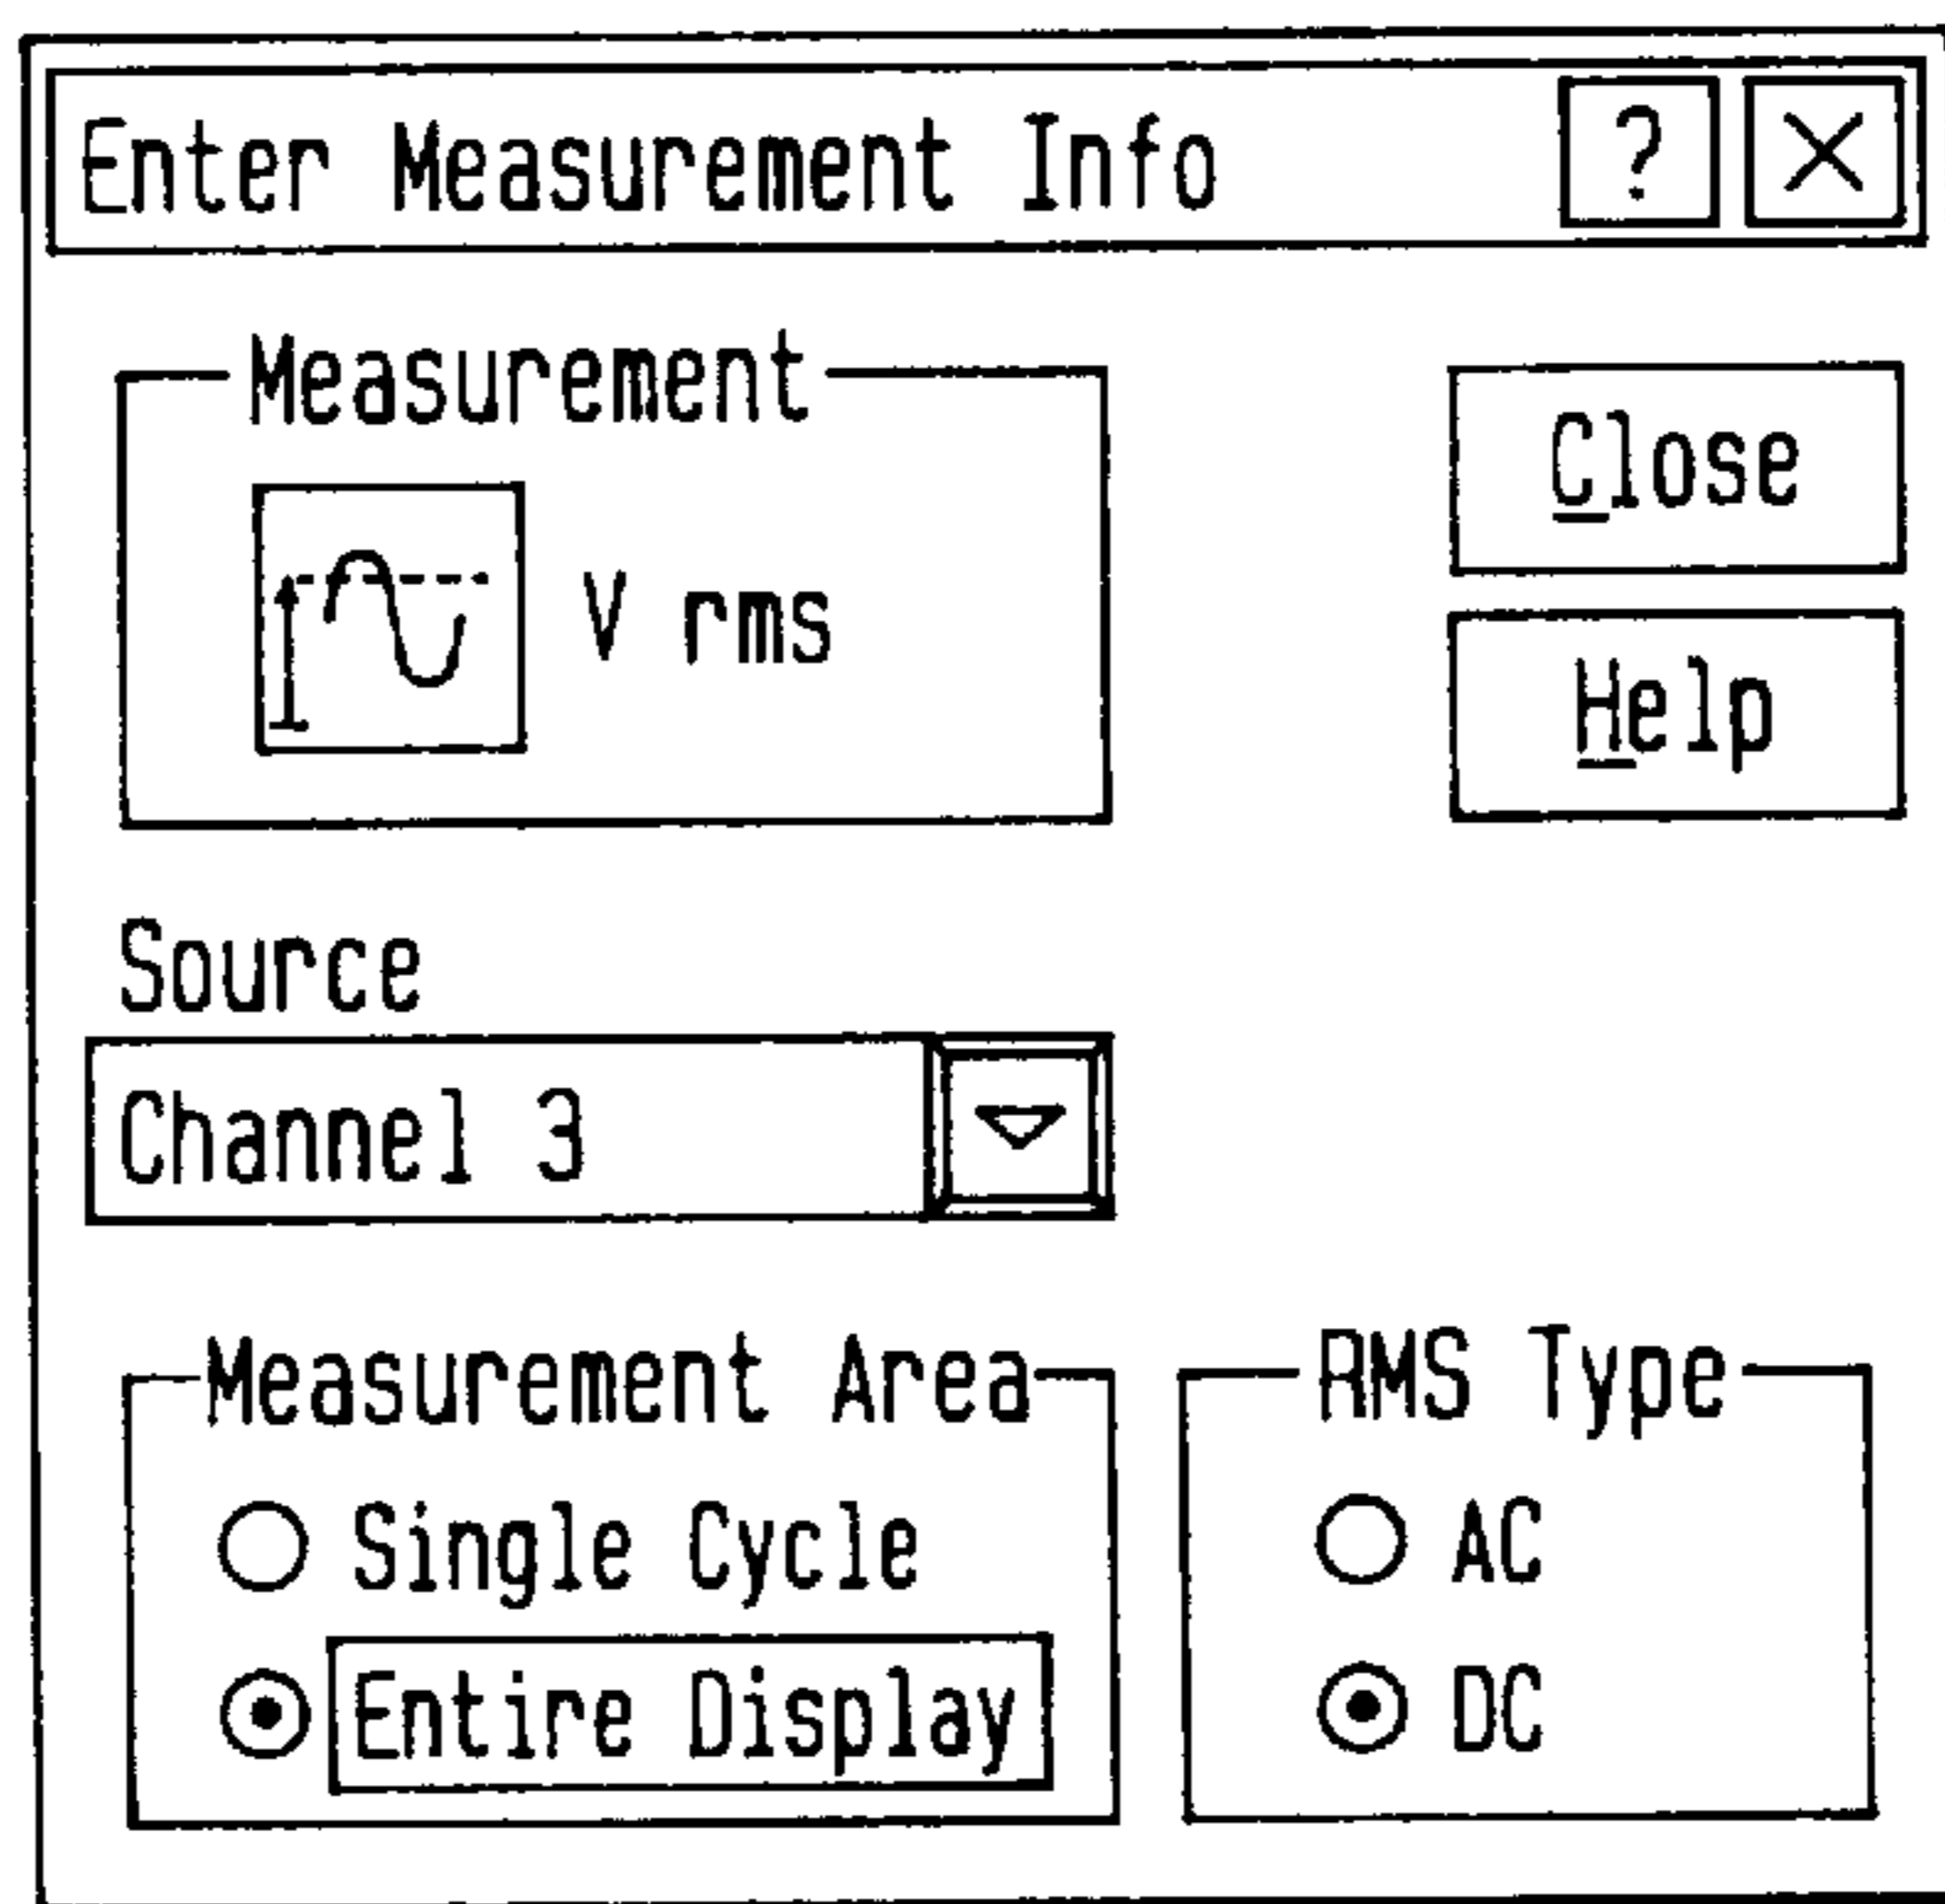 Enter Measurement Info ?
Measurement
V rms
Close
Help
Source
Channel 3
Measurement Area
Single Cycle
Entire Display
RMS Type
AC
DC